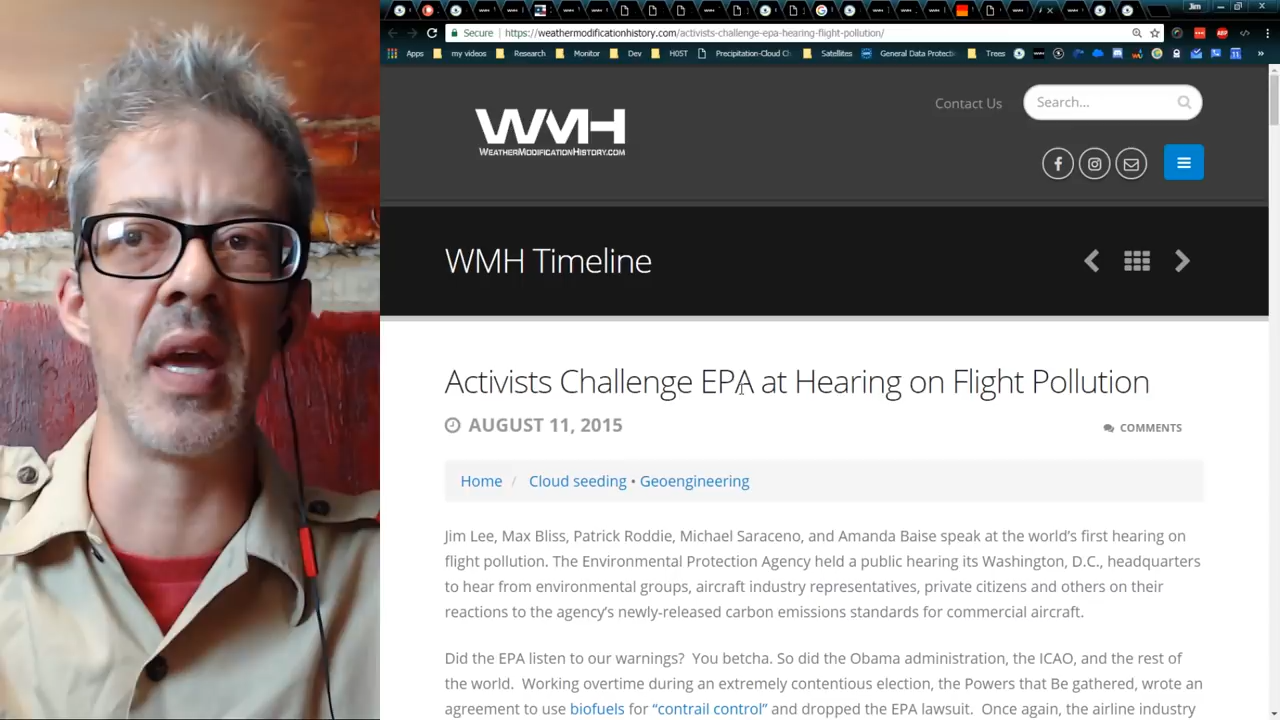 Jim
Secure
https://weathermodificationhistory.com/activists-challenge-epa-hearing-flight-pollution/
ABP
Apps my videos Research Monitor Dev H0ST Precipitation-Cloud Ch Satellites General Data Protecti Trees
Contact Us
Search...
WMH
WEATHERMODIFICATIONHISTORY.COM
WMH Timeline
Activists Challenge EPA at Hearing on Flight Pollution
AUGUST 11, 2015
COMMENTS
Home / Cloud seeding • Geoengineering
Jim Lee, Max Bliss, Patrick Roddie, Michael Saraceno, and Amanda Baise speak at the world’s first hearing on
flight pollution. The Environmental Protection Agency held a public hearing its Washington, D.C., headquarters
to hear from environmental groups, aircraft industry representatives, private citizens and others on their
reactions to the agency’s newly-released carbon emissions standards for commercial aircraft.
Did the EPA listen to our warnings? You betcha. So did the Obama administration, the ICAO, and the rest of
the world. Working overtime during an extremely contentious election, the Powers that Be gathered, wrote an
agreement to use biofuels for “contrail control” and dropped the EPA lawsuit. Once again, the airline industry